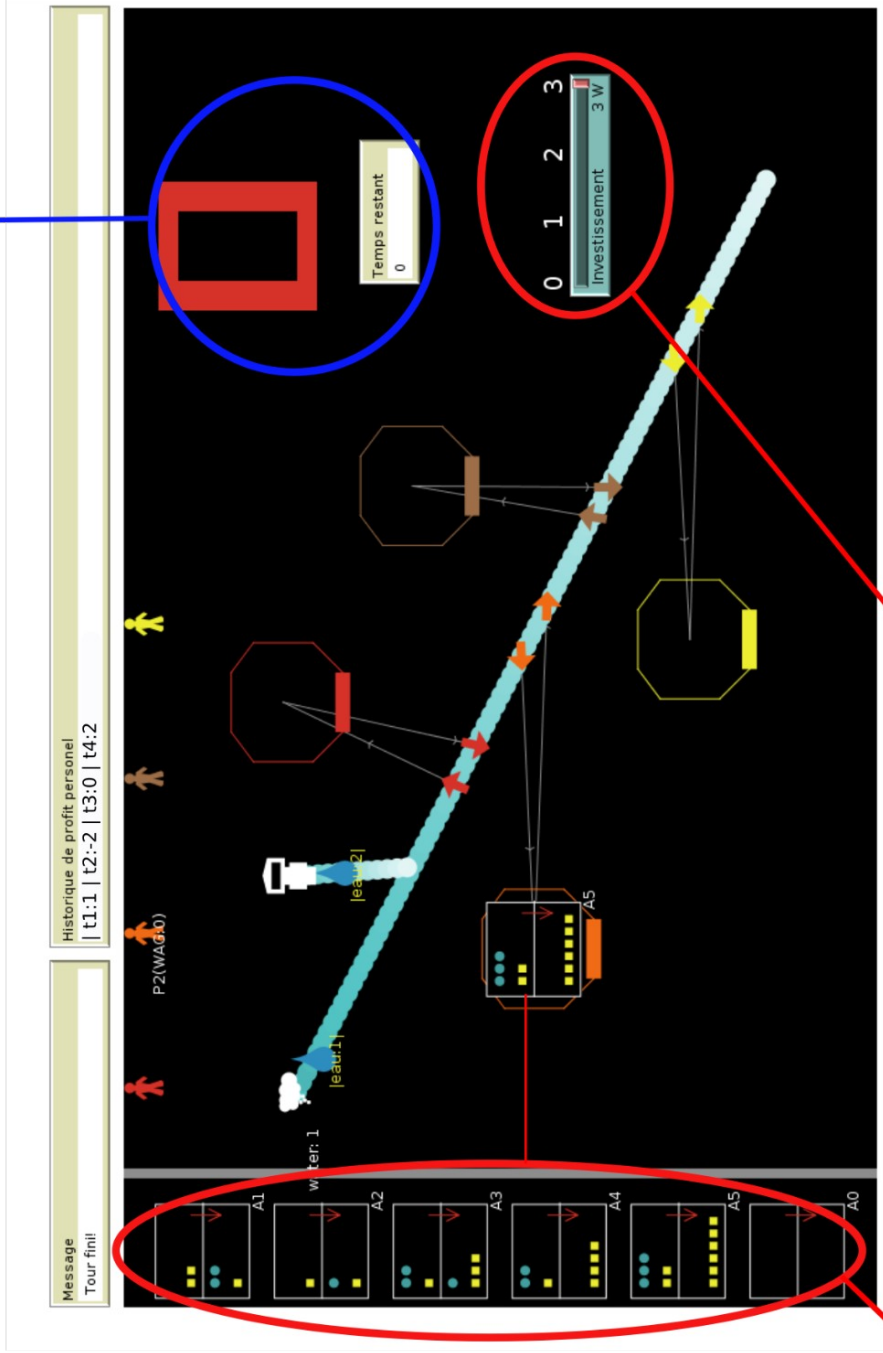 Message
Tour fini!
Historique de profit personel
| t1:1 | t2:-2 | t3:0 | t4:2
P2(WAG:0)
A1
A2
A3
A4
A5
A0
water: 1
|eau:1|
|eau:2|
A5
0
Temps restant
0
0 1 2 3
Investissement 3 W